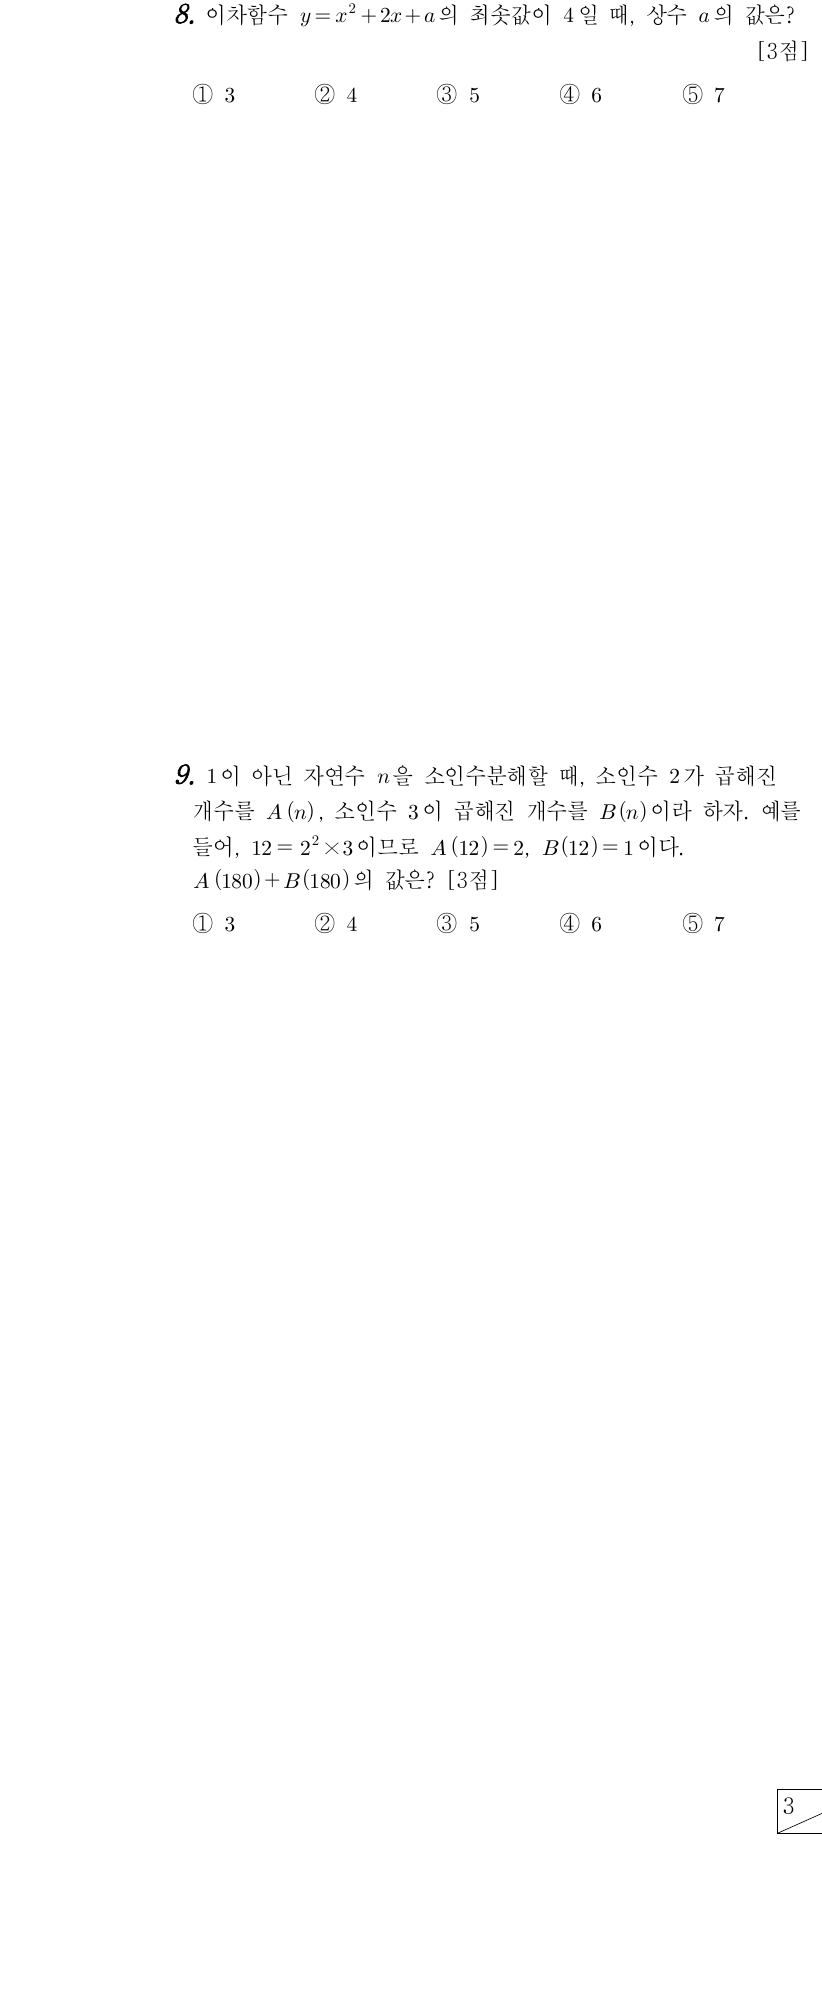 8. 이차함수 y=x²+2x+a의 최솟값이 4일 때, 상수 a의 값은?
[3점]
① 3 ② 4 ③ 5 ④ 6 ⑤ 7
9. 1이 아닌 자연수 n을 소인수분해할 때, 소인수 2가 곱해진
개수를 A(n), 소인수 3이 곱해진 개수를 B(n)이라 하자. 예를
들어, 12=2²×3이므로 A(12)=2, B(12)=1이다.
A(180)+B(180)의 값은? [3점]
① 3 ② 4 ③ 5 ④ 6 ⑤ 7
3